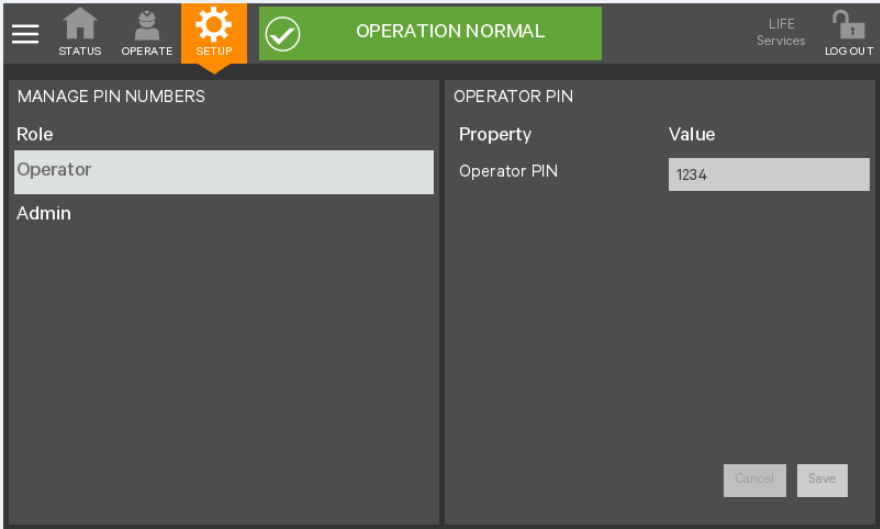 STATUS OPERATE SETUP OPERATION NORMAL LIFE Services LOG OUT
MANAGE PIN NUMBERS
Role
Operator
Admin
OPERATOR PIN
Property Value
Operator PIN 1234
Cancel Save